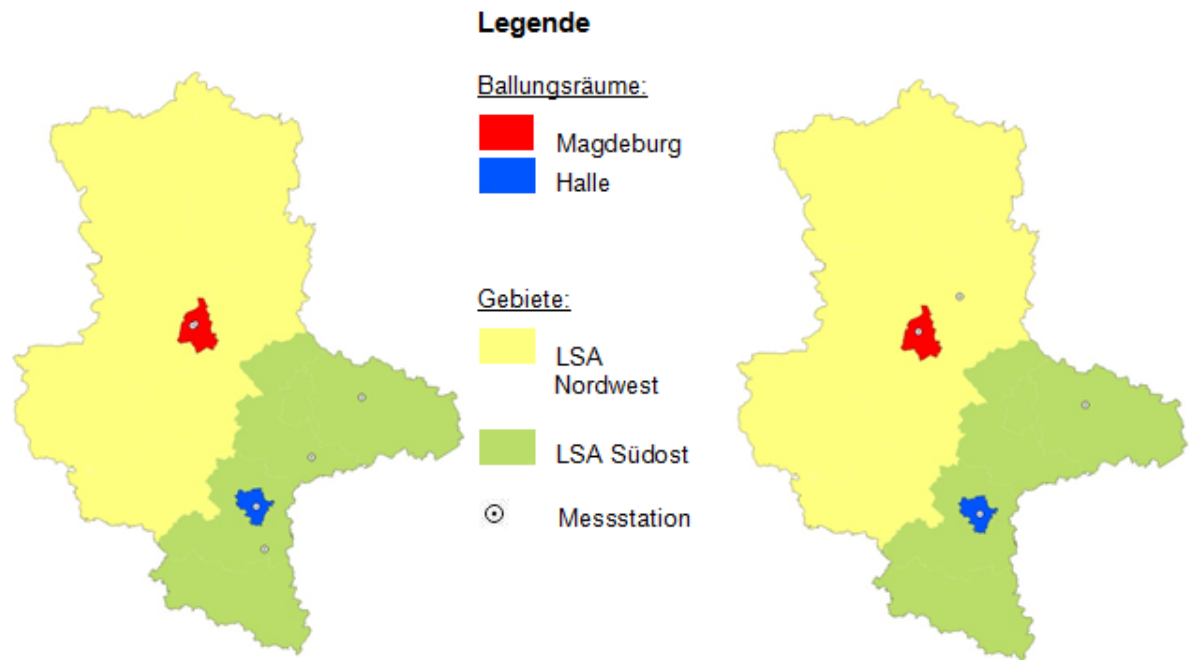 Legende
Ballungsräume:
Magdeburg
Halle
Gebiete:
LSA
Nordwest
LSA Südost
Messstation